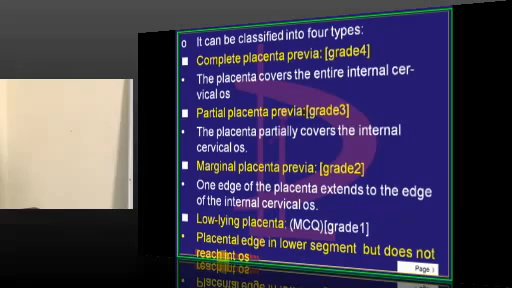 o It can be classified into four types:
■ Complete placenta previa: [grade4]
• The placenta covers the entire internal cer-
vical os
■ Partial placenta previa:[grade3]
• The placenta partially covers the internal
cervical os.
■ Marginal placenta previa: [grade2]
• One edge of the placenta extends to the edge
of the internal cervical os.
■ Low-lying placenta: (MCQ)[grade1]
• Placental edge in lower segment but does not
reach int os
Page